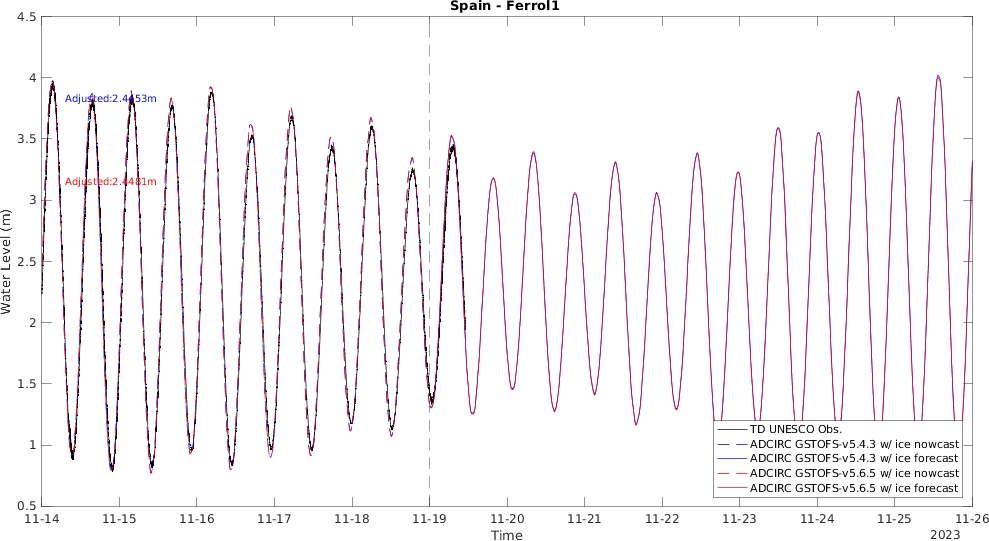 Spain - Ferrol1
4.5
4
3.5
3
2.5
2
1.5
1
0.5
Water Level (m)
Adjusted:2.4453m
Adjusted:2.4481m
TD UNESCO Obs.
ADCIRC GSTOFS-v5.4.3 w/ ice nowcast
ADCIRC GSTOFS-v5.4.3 w/ ice forecast
ADCIRC GSTOFS-v5.6.5 w/ ice nowcast
ADCIRC GSTOFS-v5.6.5 w/ ice forecast
11-14 11-15 11-16 11-17 11-18 11-19 11-20 11-21 11-22 11-23 11-24 11-25 11-26
Time
2023